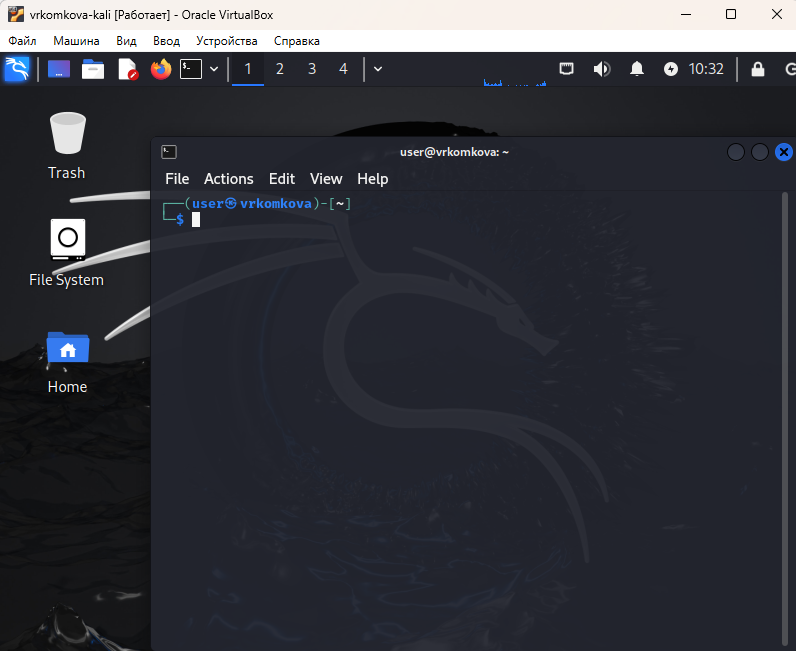 vrkomkova-kali [Работает] - Oracle VirtualBox
Файл Машина Вид Ввод Устройства Справка
1 2 3 4 10:32
Trash
File System
Home
user@vrkomkova: ~
File Actions Edit View Help
┌──(user㉿vrkomkova)-[~]
└─$